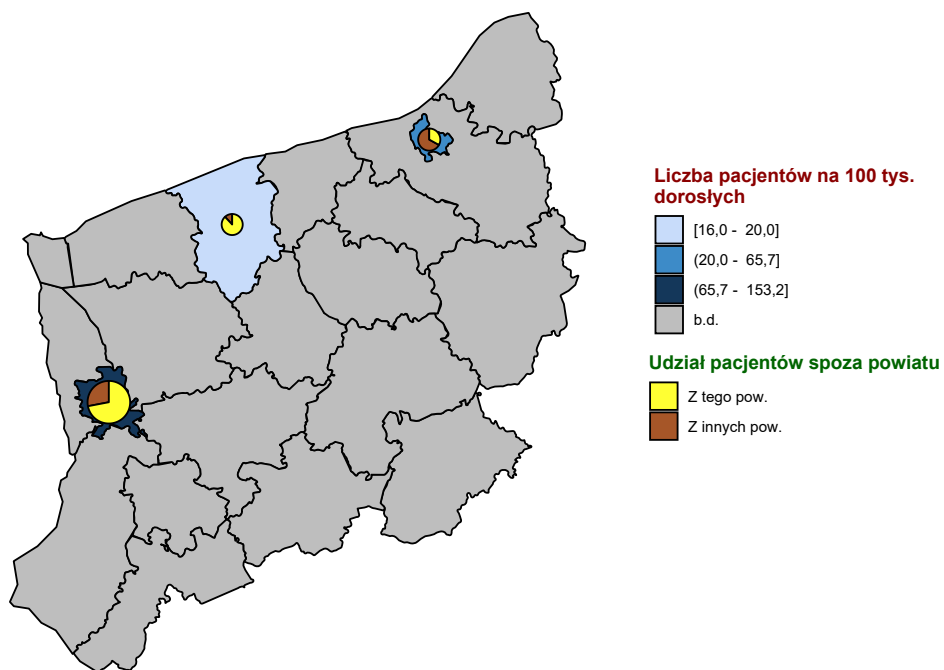 Liczba pacjentów na 100 tys.
dorosłych
[16,0 - 20,0]
(20,0 - 65,7]
(65,7 - 153,2]
b.d.
Udział pacjentów spoza powiatu
Z tego pow.
Z innych pow.